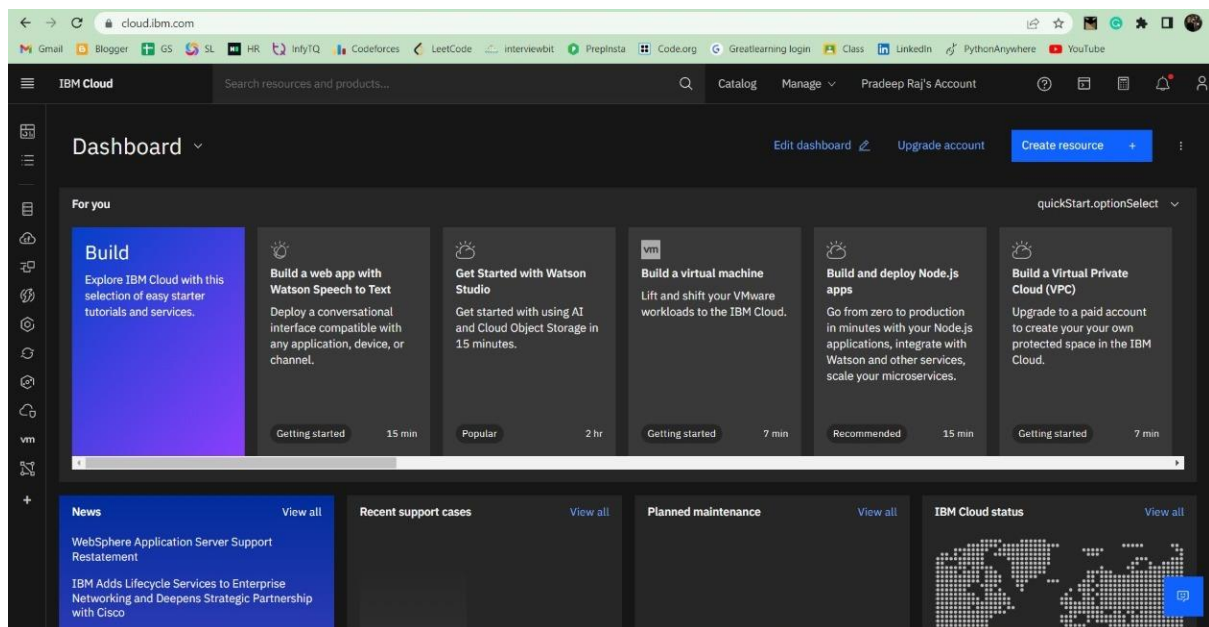 cloud.ibm.com
Gmail Blogger GS SL HR InfyTQ Codeforces LeetCode interviewbit PrepInsta Code.org Greatlearning login Class LinkedIn PythonAnywhere YouTube
IBM Cloud Search resources and products... Catalog Manage Pradeep Raj's Account
Dashboard Edit dashboard Upgrade account Create resource +
For you quickStart.optionSelect
Build
Explore IBM Cloud with this
selection of easy starter
tutorials and services.
Build a web app with
Watson Speech to Text
Deploy a conversational
interface compatible with
any application, device, or
channel.
Getting started 15 min
Get Started with Watson
Studio
Get started with using AI
and Cloud Object Storage in
15 minutes.
Popular 2 hr
vm
Build a virtual machine
Lift and shift your VMware
workloads to the IBM Cloud.
Getting started 7 min
Build and deploy Node.js
apps
Go from zero to production
in minutes with your Node.js
applications, integrate with
Watson and other services,
scale your microservices.
Recommended 15 min
Build a Virtual Private
Cloud (VPC)
Upgrade to a paid account
to create your your own
protected space in the IBM
Cloud.
Getting started 7 min
vm
News View all
WebSphere Application Server Support
Restatement
IBM Adds Lifecycle Services to Enterprise
Networking and Deepens Strategic Partnership
with Cisco
Recent support cases View all
Planned maintenance View all
IBM Cloud status View all